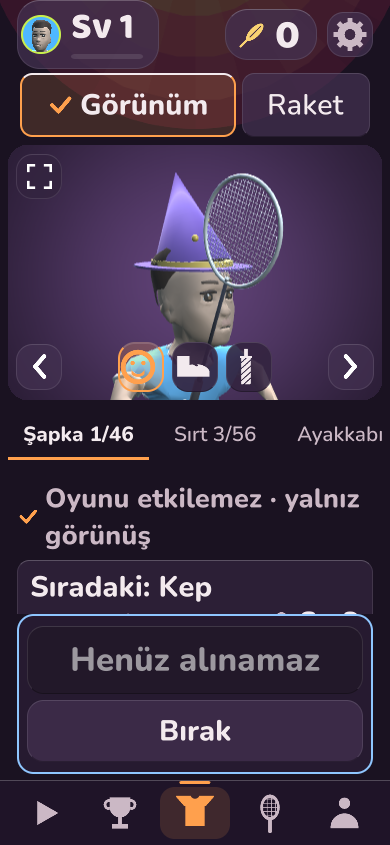 Sv 1
0
Görünüm
Raket
Şapka 1/46
Sırt 3/56
Ayakkabı
Oyunu etkilemez · yalnız
görünüş
Sıradaki: Kep
Henüz alınamaz
Bırak